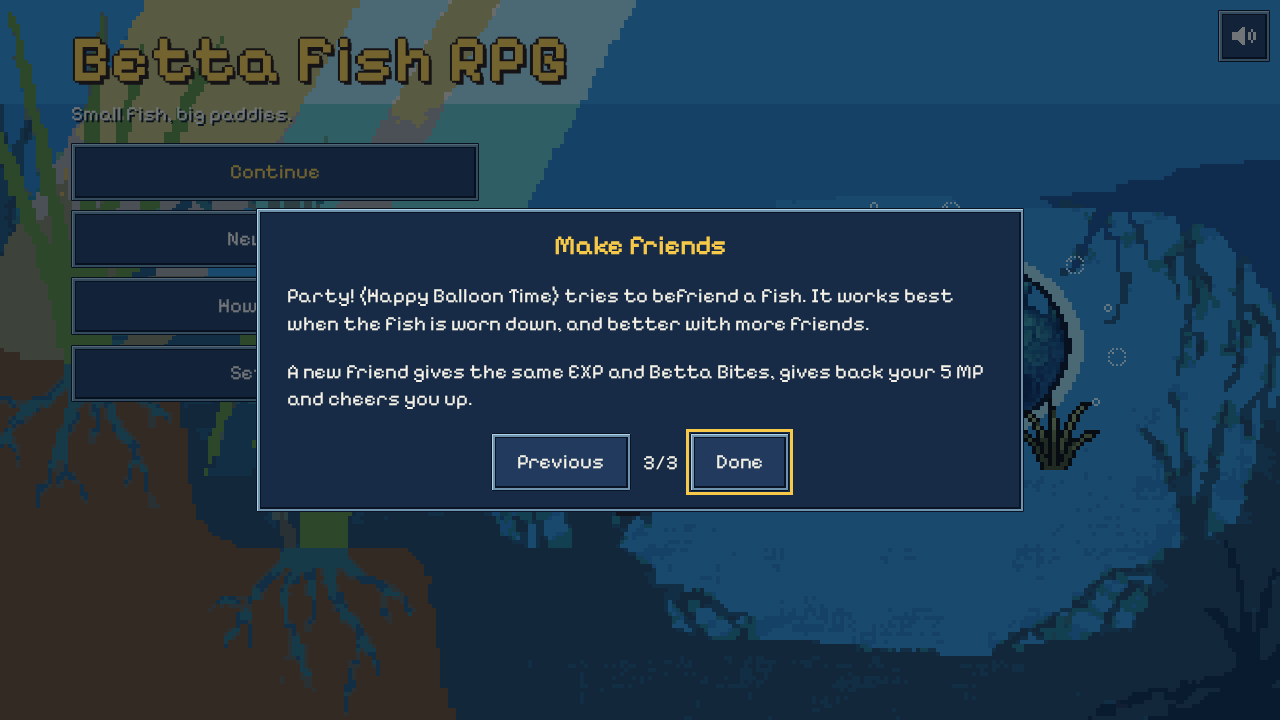 Betta Fish RPG
Small fish, big paddies.
Continue
Make Friends
Party! {Happy Balloon Time} tries to befriend a fish. It works best
when the fish is worn down, and better with more friends.
A new friend gives the same EXP and Betta Bites, gives back your 5 MP
and cheers you up.
Previous
3/3
Done